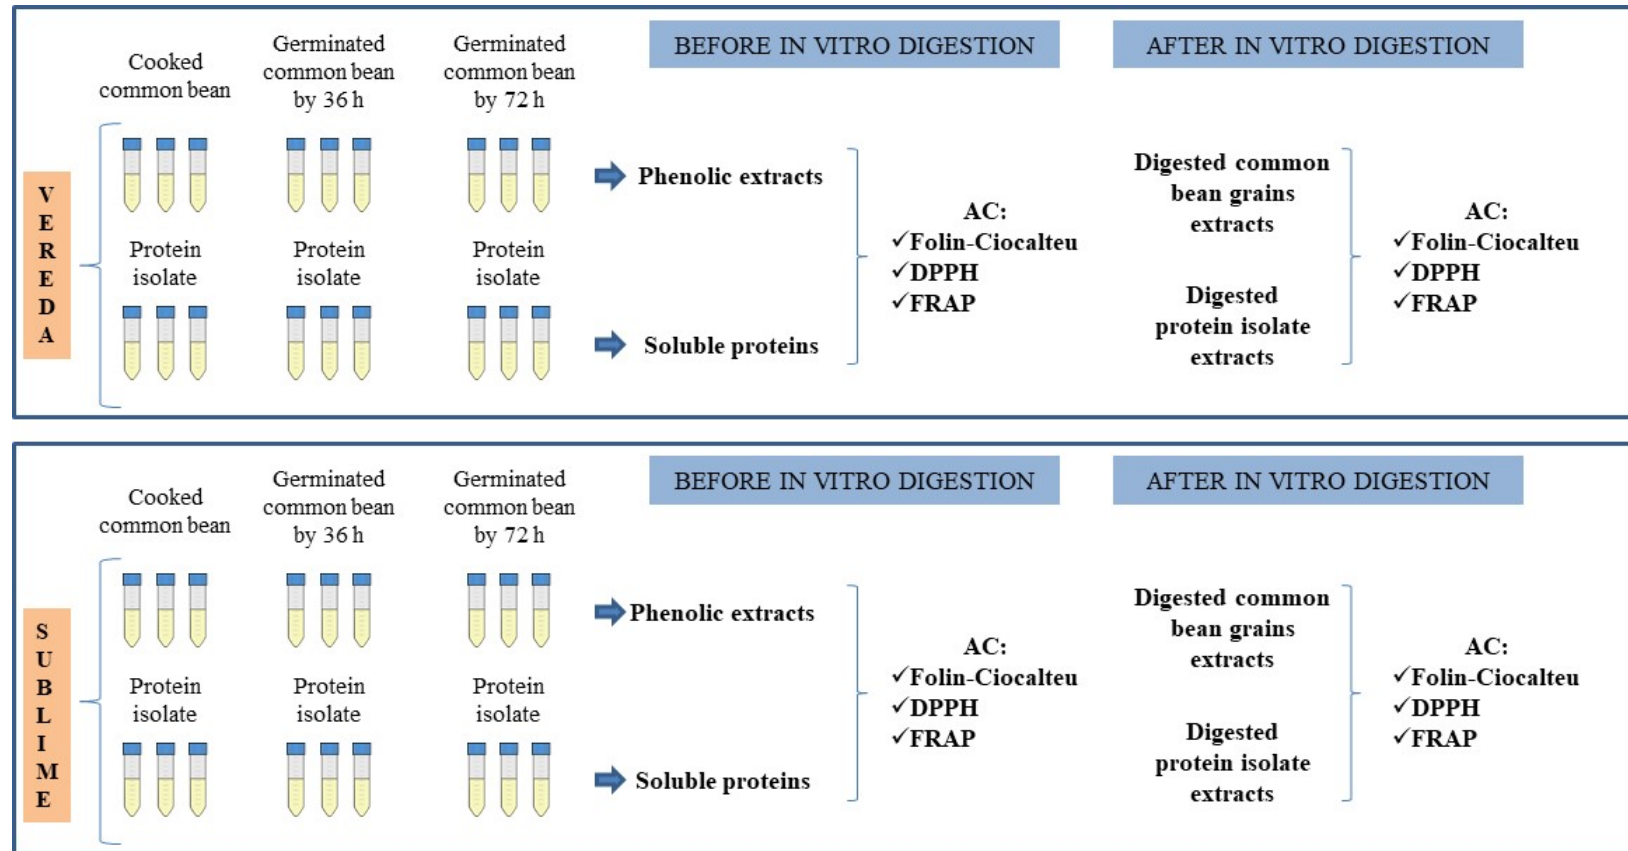 VEREDA
Cooked
common bean
Germinated
common bean
by 36 h
Germinated
common bean
by 72 h
BEFORE IN VITRO DIGESTION
AFTER IN VITRO DIGESTION
Protein
isolate
Protein
isolate
Protein
isolate
Phenolic extracts
Soluble proteins
AC:
✓Folin-Ciocalteu
✓DPPH
✓FRAP
Digested common
bean grains
extracts
Digested
protein isolate
extracts
AC:
✓Folin-Ciocalteu
✓DPPH
✓FRAP
SUBLIME
Cooked
common bean
Germinated
common bean
by 36 h
Germinated
common bean
by 72 h
BEFORE IN VITRO DIGESTION
AFTER IN VITRO DIGESTION
Protein
isolate
Protein
isolate
Protein
isolate
Phenolic extracts
Soluble proteins
AC:
✓Folin-Ciocalteu
✓DPPH
✓FRAP
Digested common
bean grains
extracts
Digested
protein isolate
extracts
AC:
✓Folin-Ciocalteu
✓DPPH
✓FRAP